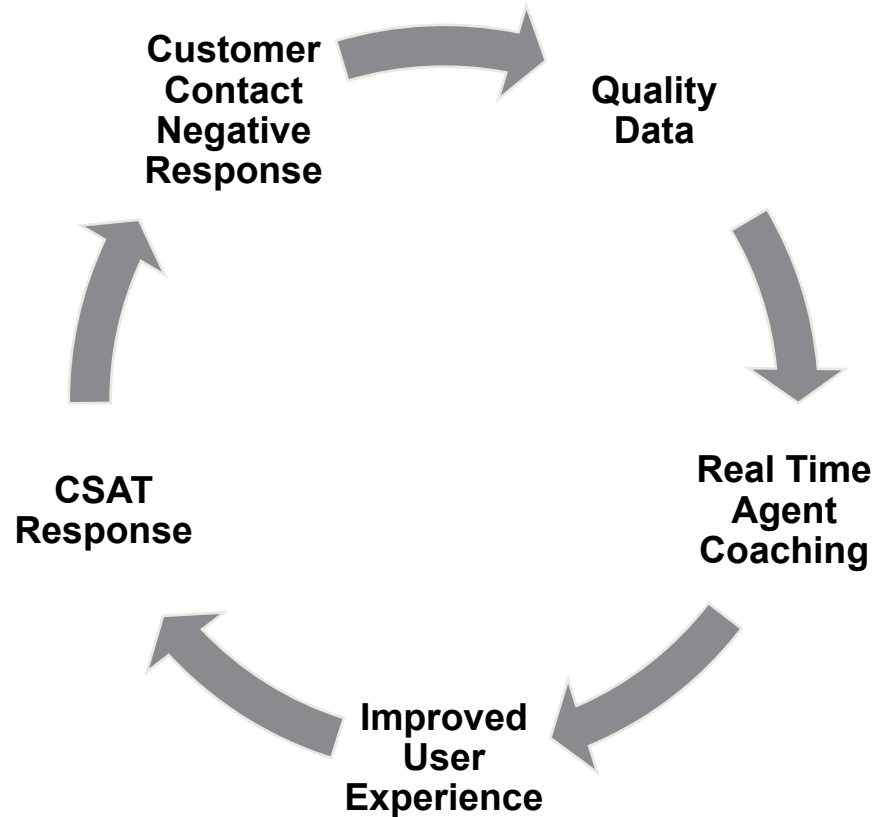 Customer
Contact
Negative
Response
Quality
Data
Real Time
Agent
Coaching
Improved
User
Experience
CSAT
Response